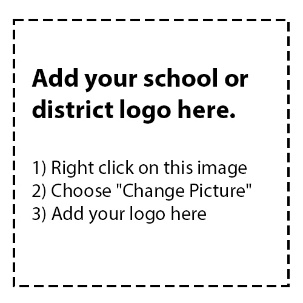 Add your school or
district logo here.
1) Right click on this image
2) Choose "Change Picture"
3) Add your logo here